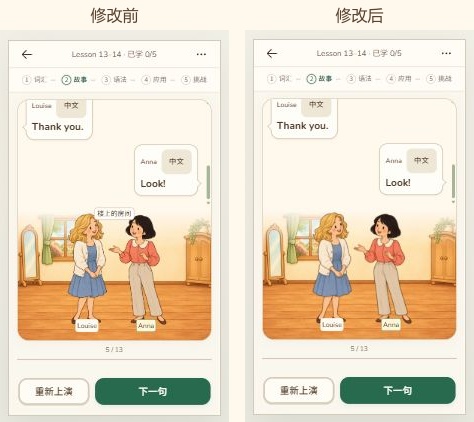 修改前
修改后
Lesson 13-14 · 已学 0/5
1 词汇 2 故事 3 语法 4 应用 5 挑战
Louise 中文
Thank you.
Anna 中文
Look!
楼上的房间
Louise Anna
5 / 13
重新上演 下一句
Lesson 13-14 · 已学 0/5
1 词汇 2 故事 3 语法 4 应用 5 挑战
Louise 中文
Thank you.
Anna 中文
Look!
Louise Anna
5 / 13
重新上演 下一句